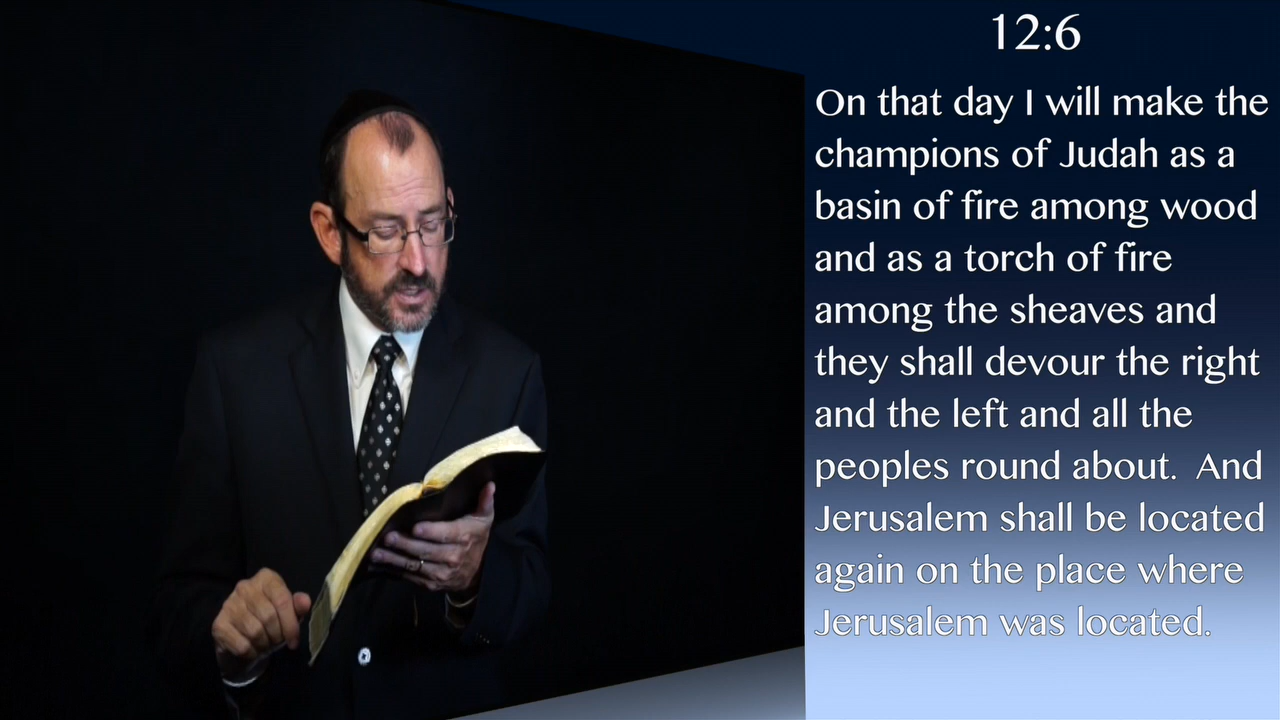 12:6
On that day I will make the
champions of Judah as a
basin of fire among wood
and as a torch of fire
among the sheaves and
they shall devour the right
and the left and all the
peoples round about.  And
Jerusalem shall be located
again on the place where
Jerusalem was located.